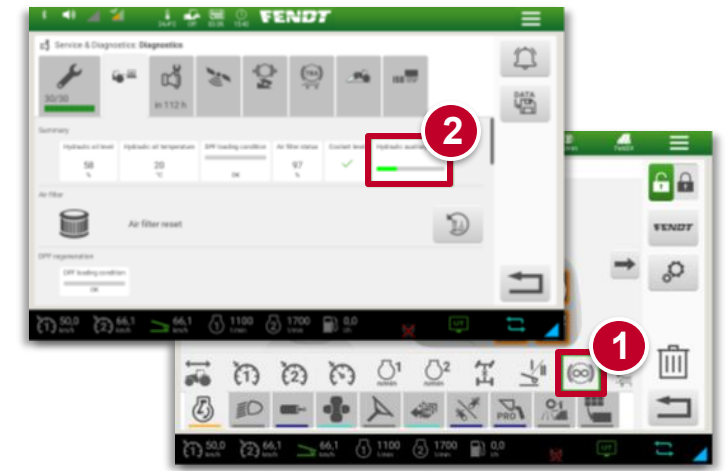 FENDT
Service & Diagnostics: Diagnostics
30/30
in 112 h
TRA
DATA
Summary
Hydraulic oil level
Hydraulic oil temperature
DPF loading condition
Air filter status
Coolant level
58
20
97
%
°C
OK
%
2
Air filter
Air filter reset
DPF regeneration
DPF loading condition
OK
50,0
66,1
66,1
1100
1700
0,0
UT
FENDT
1
PRO
50,0
66,1
66,1
1100
1700
0,0